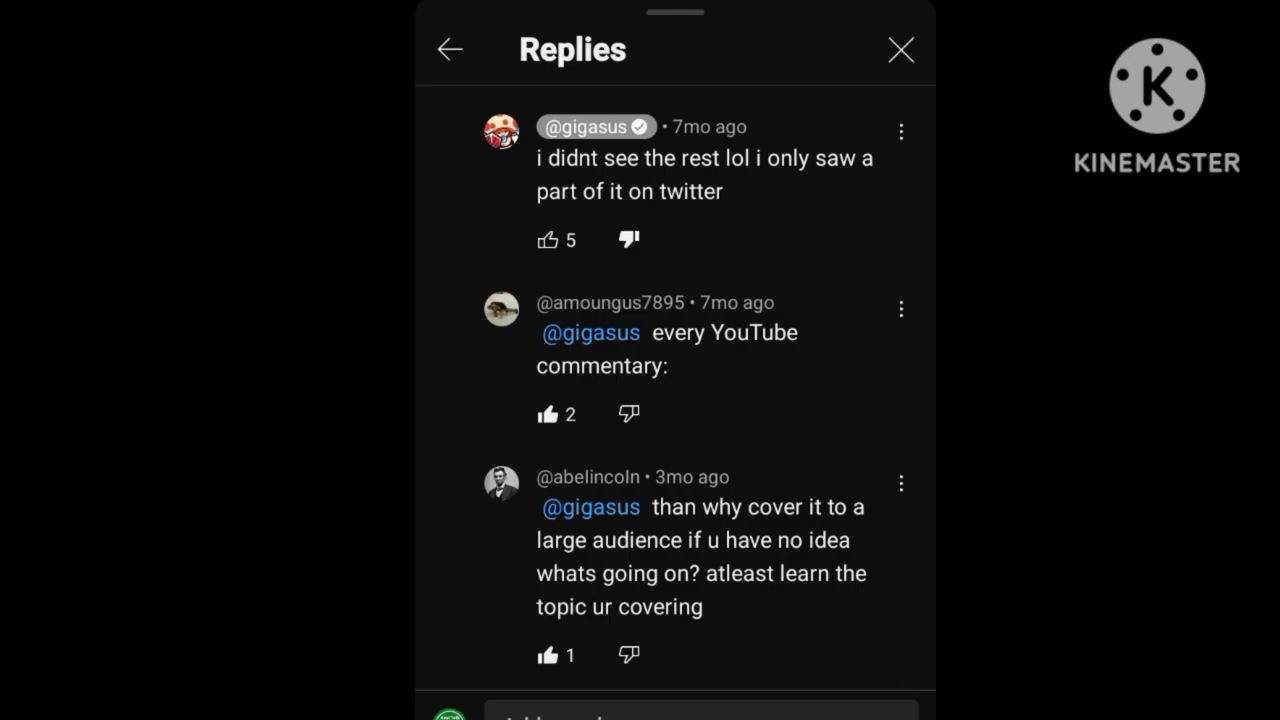 Replies
@gigasus • 7mo ago
i didnt see the rest lol i only saw a
part of it on twitter
5
@amoungus7895 • 7mo ago
@gigasus every YouTube
commentary:
2
@abelincoln • 3mo ago
@gigasus than why cover it to a
large audience if u have no idea
whats going on? atleast learn the
topic ur covering
1
K
KINEMASTER